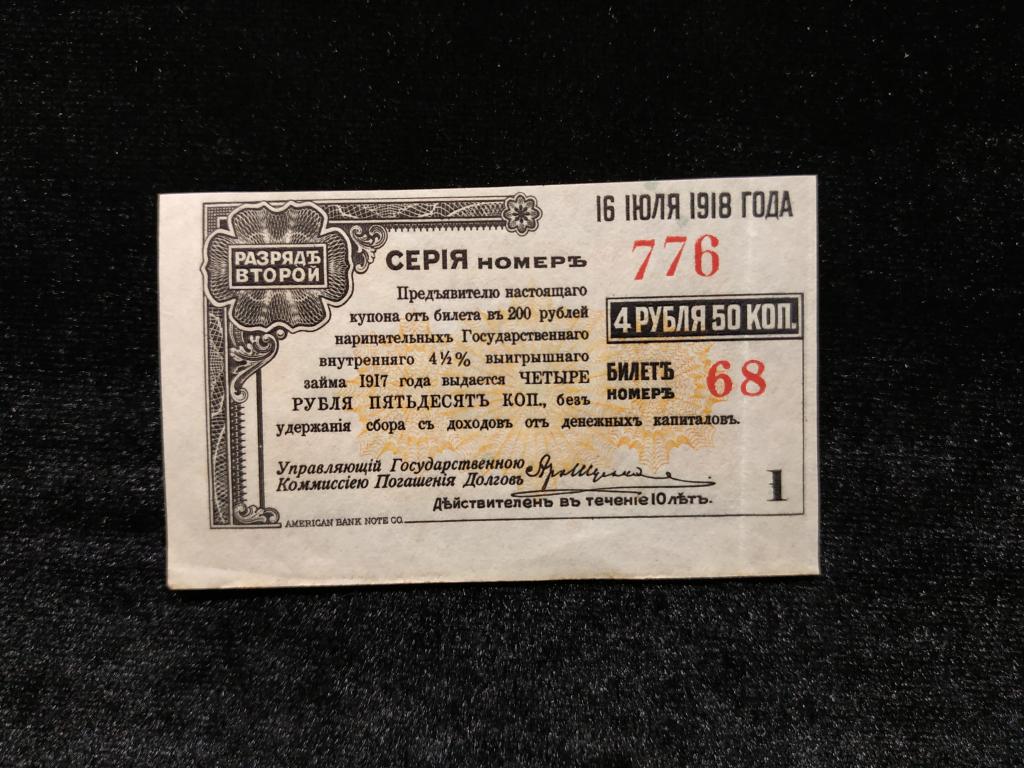 16 ІЮЛЯ 1918 ГОДА
РАЗРЯДЪ
ВТОРОЙ
СЕРІЯ НОМЕРЪ 776
Предъявителю настоящаго
купона отъ билета въ 200 рублей
нарицательныхъ Государственнаго
внутренняго 4½% выигрышнаго
займа 1917 года выдается ЧЕТЫРЕ
РУБЛЯ ПЯТЬДЕСЯТЪ КОП., безъ
удержанія сбора съ доходовъ отъ денежныхъ капиталовъ.
4 РУБЛЯ 50 КОП.
БИЛЕТЪ
НОМЕРЪ 68
Управляющій Государственною
Коммиссіею Погашенія Долговъ
Дѣйствителенъ въ теченіе 10 лѣтъ.
1
AMERICAN BANK NOTE CO.